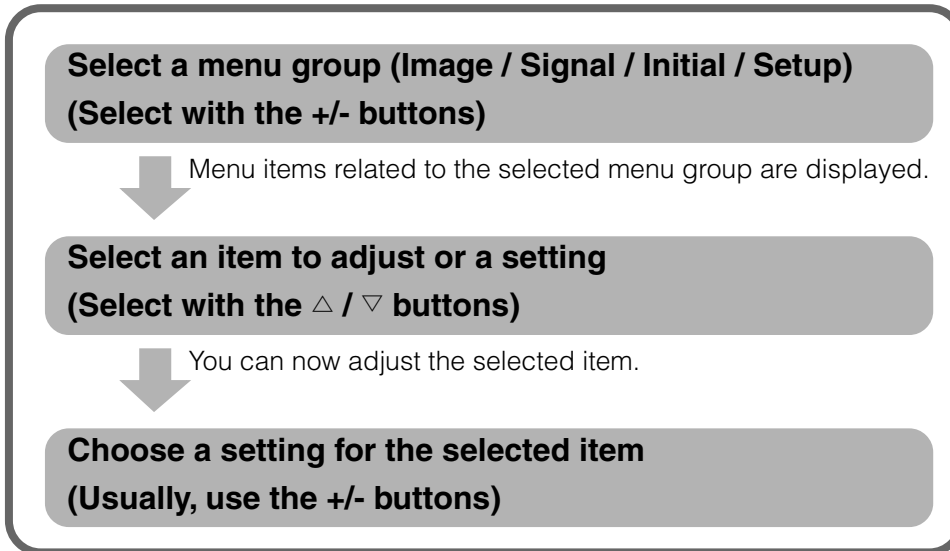 Select a menu group (Image / Signal / Initial / Setup)
(Select with the +/- buttons)
Menu items related to the selected menu group are displayed.
Select an item to adjust or a setting
(Select with the △ / ▽ buttons)
You can now adjust the selected item.
Choose a setting for the selected item
(Usually, use the +/- buttons)